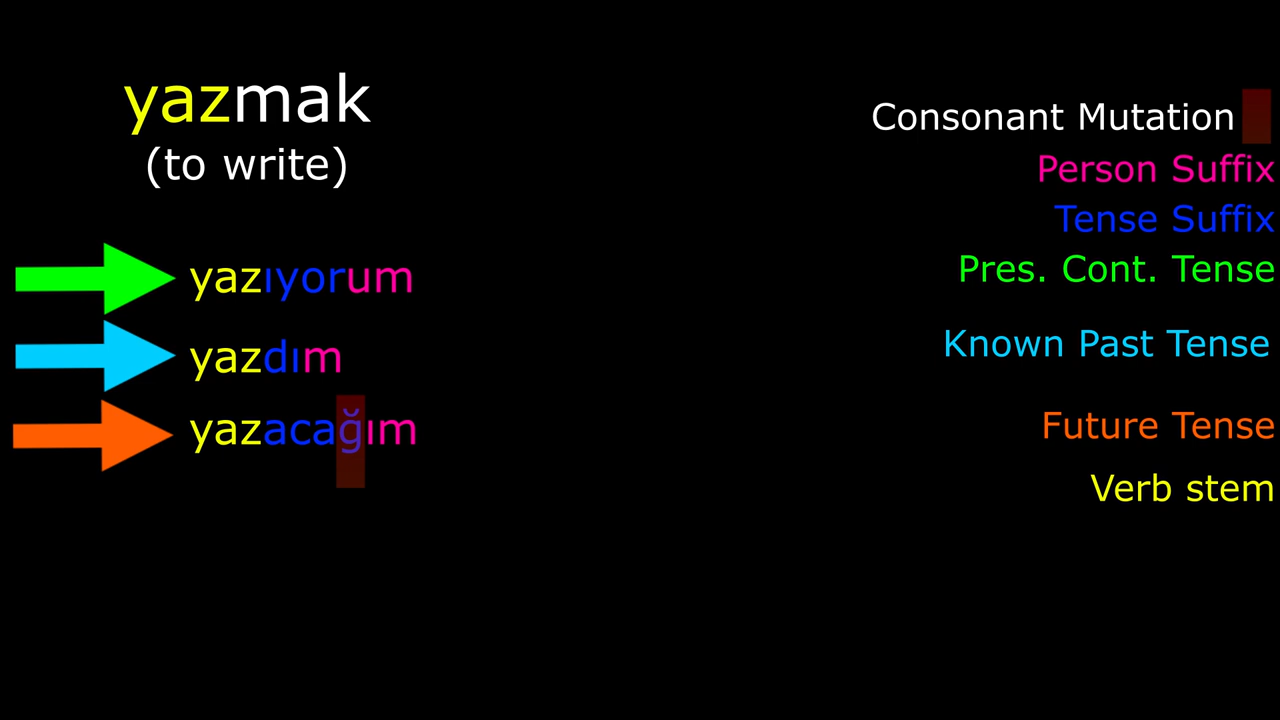 yazmak
(to write)
yazıyorum
yazdım
yazacağım
Consonant Mutation
Person Suffix
Tense Suffix
Pres. Cont. Tense
Known Past Tense
Future Tense
Verb stem